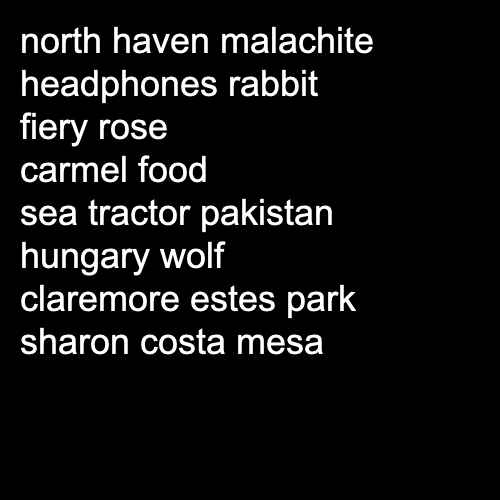 north haven malachite
headphones rabbit
fiery rose
carmel food
sea tractor pakistan
hungary wolf
claremore estes park
sharon costa mesa